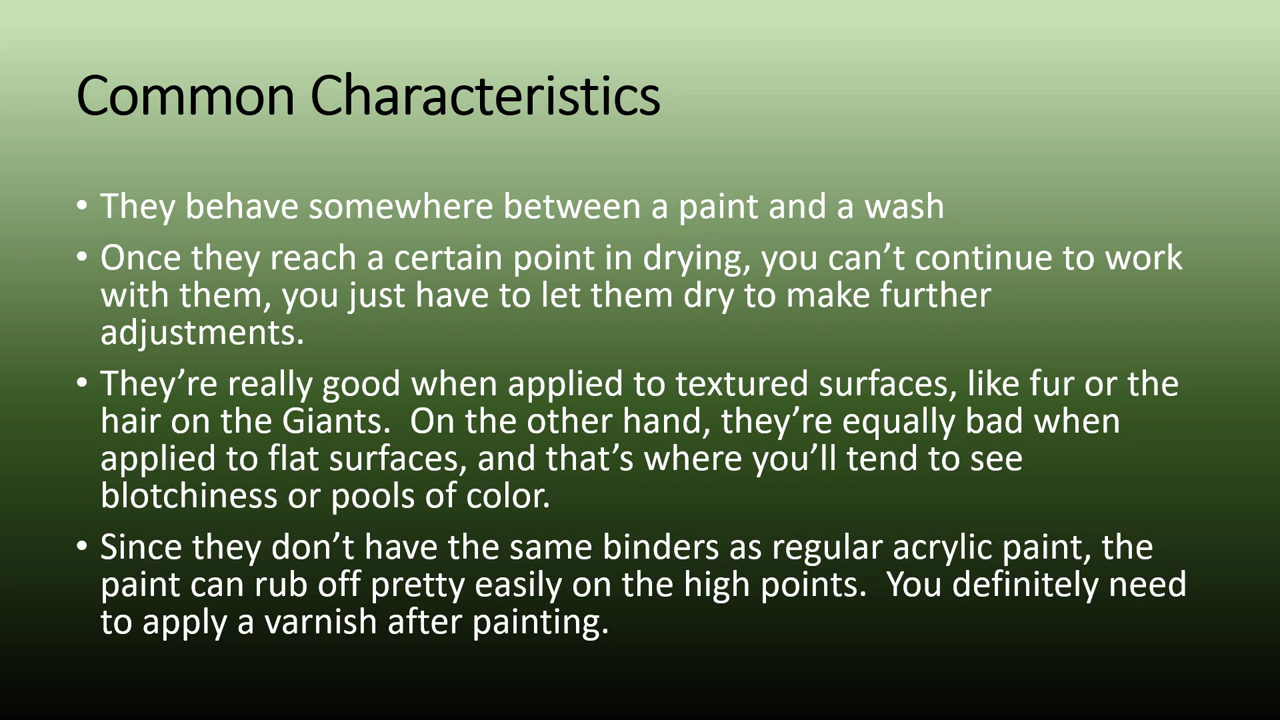 Common Characteristics
• They behave somewhere between a paint and a wash
• Once they reach a certain point in drying, you can’t continue to work
with them, you just have to let them dry to make further
adjustments.
• They’re really good when applied to textured surfaces, like fur or the
hair on the Giants.  On the other hand, they’re equally bad when
applied to flat surfaces, and that’s where you’ll tend to see
blotchiness or pools of color.
• Since they don’t have the same binders as regular acrylic paint, the
paint can rub off pretty easily on the high points.  You definitely need
to apply a varnish after painting.